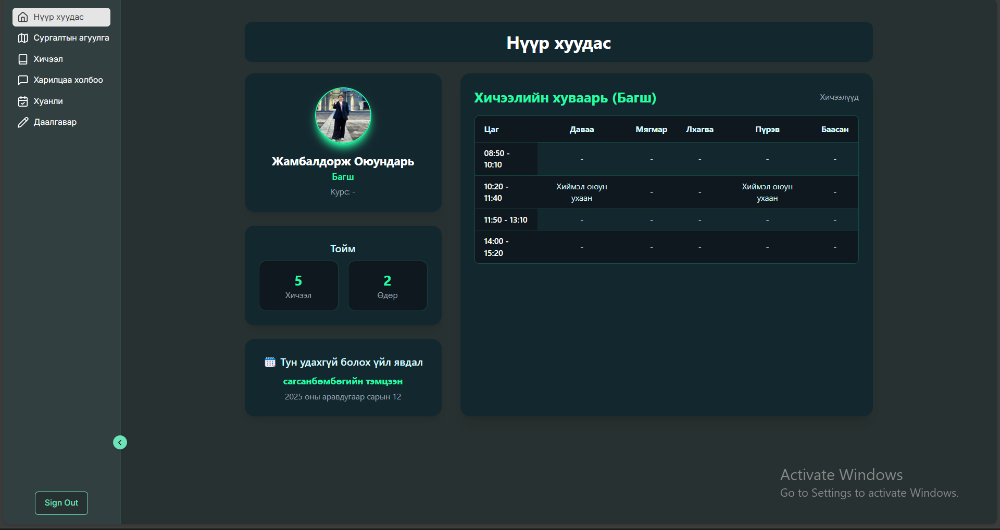 Нүүр хуудас
Сургалтын агуулга
Хичээл
Харилцаа холбоо
Хуанли
Даалгавар
Sign Out
Нүүр хуудас
Жамбалдорж Оюундарь
Багш
Курс: -
Тойм
5
Хичээл
2
Өдөр
Тун удахгүй болох үйл явдал
сагсанбөмбөгийн тэмцээн
2025 оны аравдугаар сарын 12
Хичээлийн хуваарь (Багш)
Хичээлүүд
Цаг Даваа Мягмар Лхагва Пүрэв Баасан
08:50 -
10:10
- - - - -
10:20 -
11:40
Хиймэл оюун
ухаан
- -
Хиймэл оюун
ухаан
-
11:50 - 13:10 - - - - -
14:00 -
15:20
- - - - -
Activate Windows
Go to Settings to activate Windows.